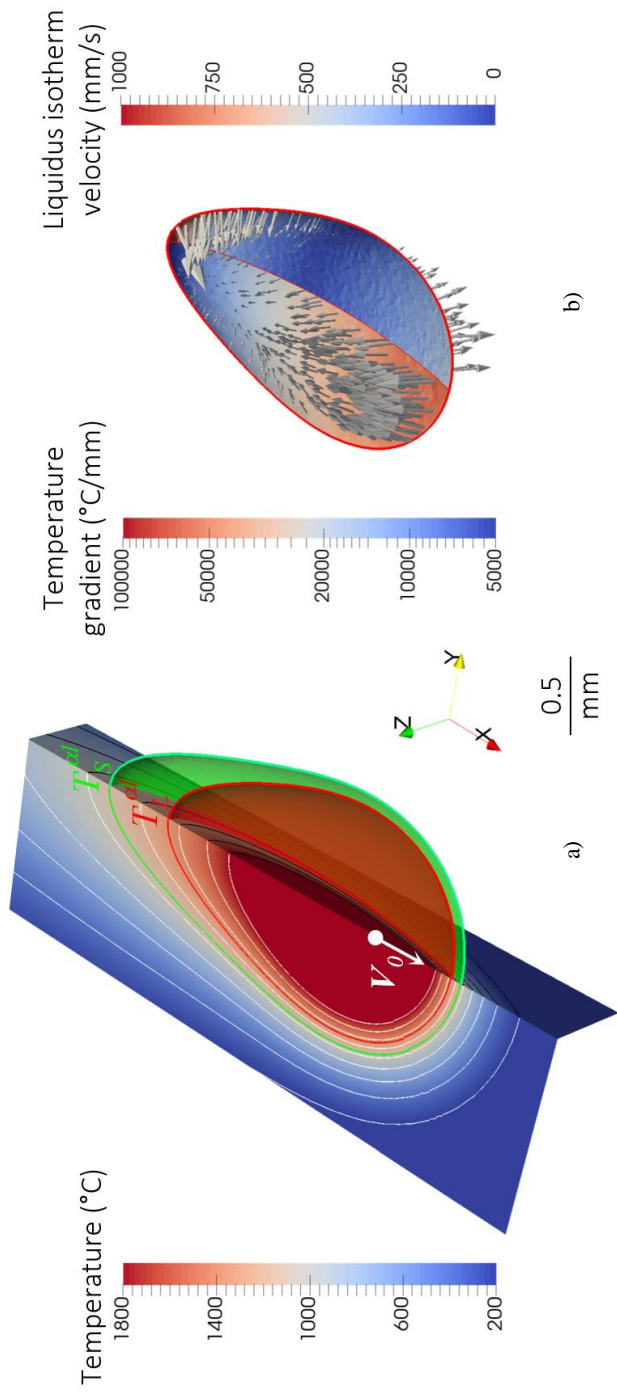 Temperature (°C)
1800
1400
1000
600
200
T_S^{αl}
T_L^{αl}
V_0
Z
Y
X
0.5
mm
a)
Temperature
gradient (°C/mm)
100000
50000
20000
10000
5000
Liquidus isotherm
velocity (mm/s)
1000
750
500
250
0
b)